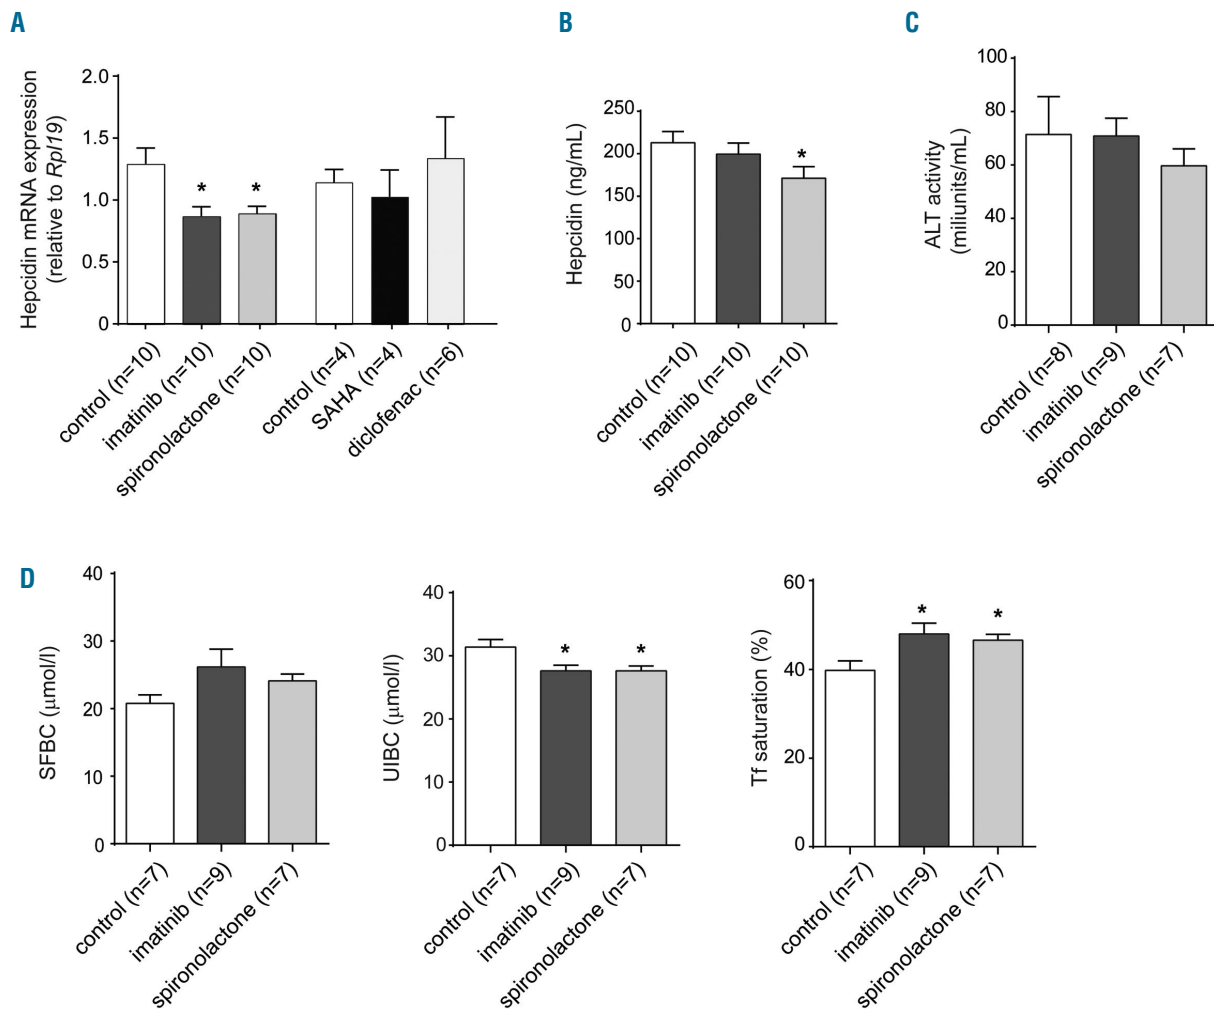 A
Hepcidin mRNA expression
(relative to Rpl19)
2.0
1.5
1.0
0.5
0
*
*
control (n=10)
imatinib (n=10)
spironolactone (n=10)
control (n=4)
SAHA (n=4)
diclofenac (n=6)
B
Hepcidin (ng/mL)
250
200
150
100
50
0
*
control (n=10)
imatinib (n=10)
spironolactone (n=10)
C
ALT activity
(miliunits/mL)
100
80
60
40
20
0
control (n=8)
imatinib (n=9)
spironolactone (n=7)
D
SFBC (μmol/l)
40
30
20
10
0
control (n=7)
imatinib (n=9)
spironolactone (n=7)
UIBC (μmol/l)
40
30
20
10
0
*
*
control (n=7)
imatinib (n=9)
spironolactone (n=7)
Tf saturation (%)
60
40
20
0
*
*
control (n=7)
imatinib (n=9)
spironolactone (n=7)